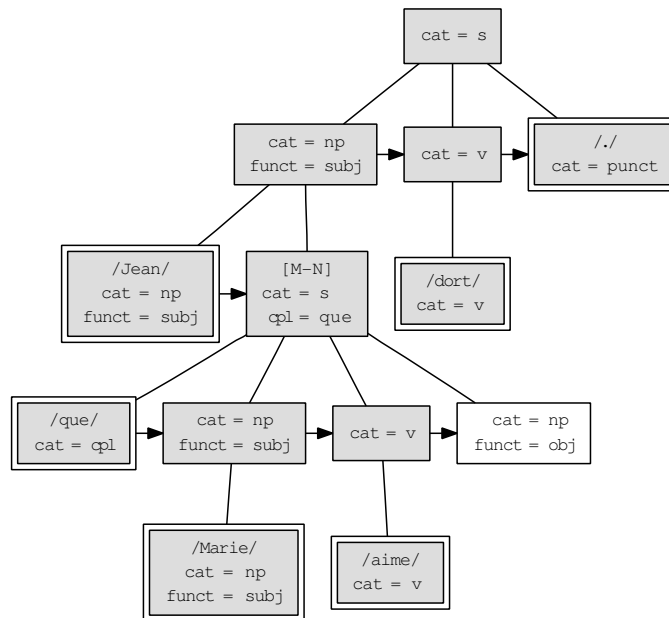 cat = s
cat = np
funct = subj
cat = v
/./
cat = punct
/Jean/
cat = np
funct = subj
[M-N]
cat = s
cpl = que
/dort/
cat = v
/que/
cat = cpl
cat = np
funct = subj
cat = v
cat = np
funct = obj
/Marie/
cat = np
funct = subj
/aime/
cat = v